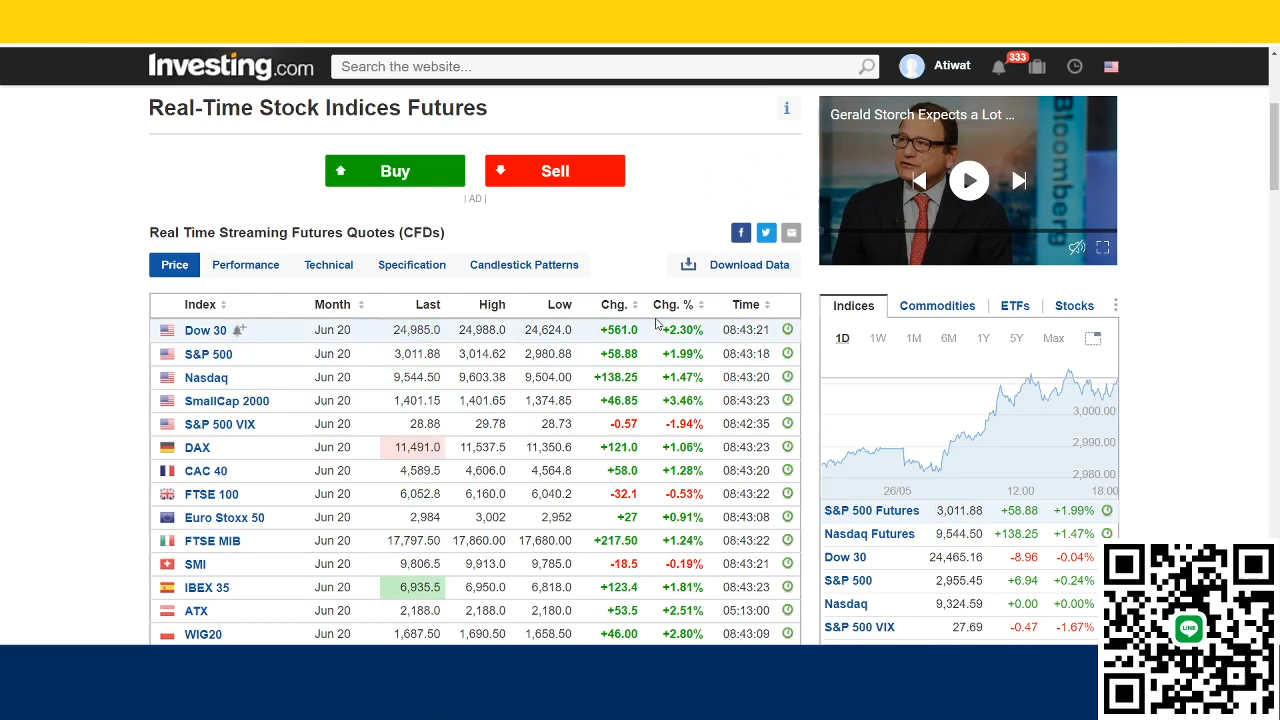 Investing.com
Search the website...
Atiwat
333
Real-Time Stock Indices Futures
i
Buy
Sell
| AD |
Gerald Storch Expects a Lot ...
Bloomberg
Real Time Streaming Futures Quotes (CFDs)
Price Performance Technical Specification Candlestick Patterns Download Data
Index Month Last High Low Chg. Chg. % Time
Dow 30 Jun 20 24,985.0 24,988.0 24,624.0 +561.0 +2.30% 08:43:21
S&P 500 Jun 20 3,011.88 3,014.62 2,980.88 +58.88 +1.99% 08:43:18
Nasdaq Jun 20 9,544.50 9,603.38 9,504.00 +138.25 +1.47% 08:43:20
SmallCap 2000 Jun 20 1,401.15 1,401.65 1,374.85 +46.85 +3.46% 08:43:23
S&P 500 VIX Jun 20 28.88 29.78 28.73 -0.57 -1.94% 08:42:35
DAX Jun 20 11,491.0 11,537.5 11,350.6 +121.0 +1.06% 08:43:23
CAC 40 Jun 20 4,589.5 4,606.0 4,564.8 +58.0 +1.28% 08:43:20
FTSE 100 Jun 20 6,052.8 6,160.0 6,040.2 -32.1 -0.53% 08:43:22
Euro Stoxx 50 Jun 20 2,984 3,002 2,952 +27 +0.91% 08:43:08
FTSE MIB Jun 20 17,797.50 17,860.00 17,680.00 +217.50 +1.24% 08:43:22
SMI Jun 20 9,806.5 9,913.0 9,785.0 -18.5 -0.19% 08:43:21
IBEX 35 Jun 20 6,935.5 6,950.0 6,818.0 +123.4 +1.81% 08:43:23
ATX Jun 20 2,188.0 2,188.0 2,180.0 +53.5 +2.51% 05:13:00
WIG20 Jun 20 1,687.50 1,690.50 1,658.50 +46.00 +2.80% 08:43:09
Indices Commodities ETFs Stocks
1D 1W 1M 6M 1Y 5Y Max
3,000.00
2,990.00
2,980.00
26/05 12:00 18:00
S&P 500 Futures 3,011.88 +58.88 +1.99%
Nasdaq Futures 9,544.50 +138.25 +1.47%
Dow 30 24,465.16 -8.96 -0.04%
S&P 500 2,955.45 +6.94 +0.24%
Nasdaq 9,324.59 +0.00 +0.00%
S&P 500 VIX 27.69 -0.47 -1.67%
LINE